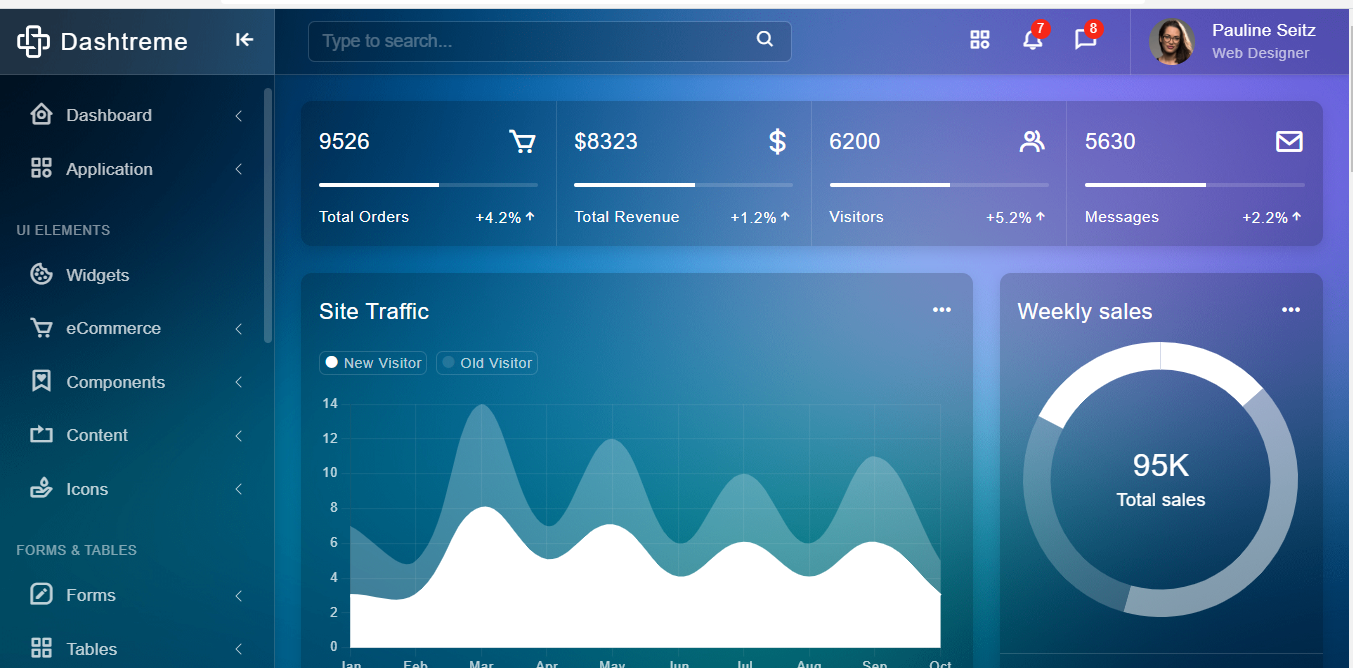 Dashtreme
Type to search...
7
8
Pauline Seitz
Web Designer
Dashboard
Application
UI ELEMENTS
Widgets
eCommerce
Components
Content
Icons
FORMS & TABLES
Forms
Tables
9526
$8323
6200
5630
Total Orders +4.2%
Total Revenue +1.2%
Visitors +5.2%
Messages +2.2%
Site Traffic
New Visitor Old Visitor
14
12
10
8
6
4
2
0
Jan Feb Mar Apr May Jun Jul Aug Sep Oct
Weekly sales
95K
Total sales